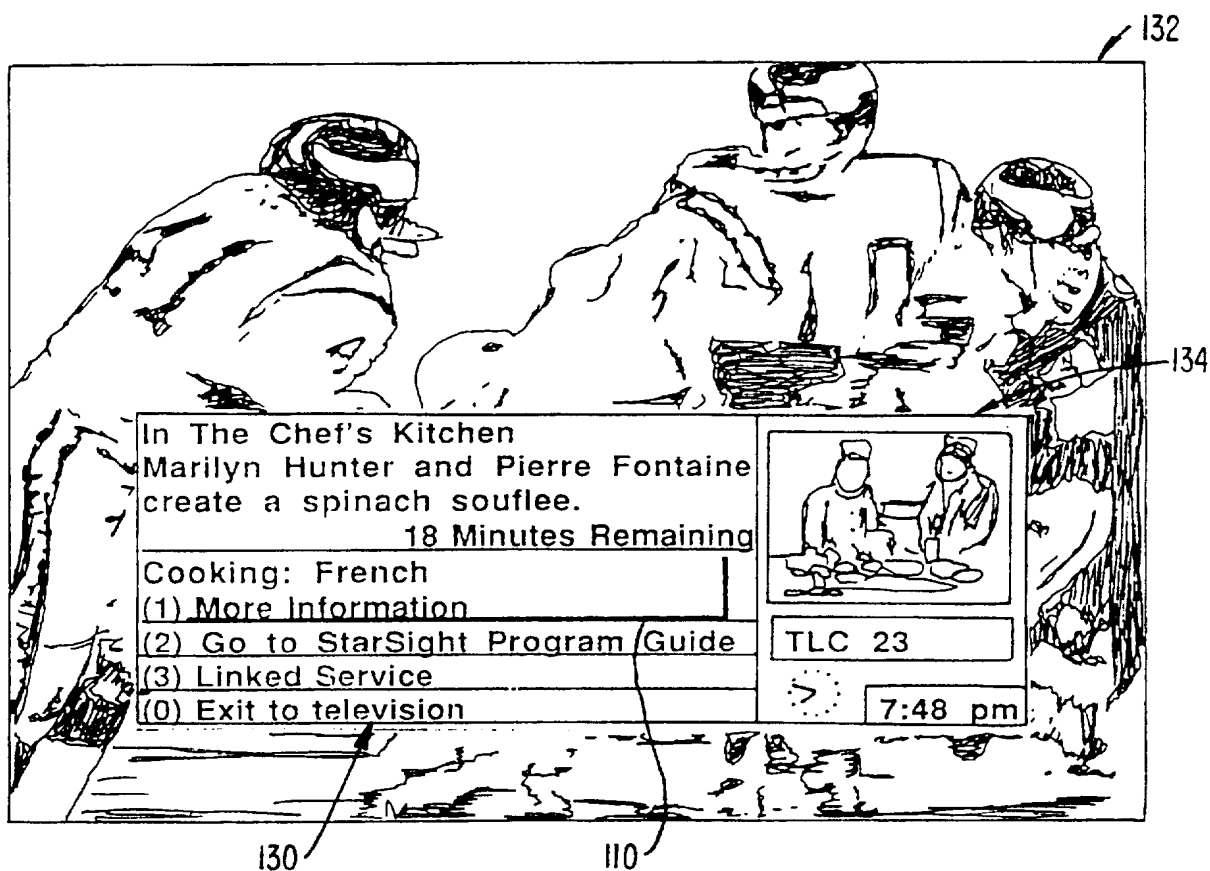 132
134
In The Chef's Kitchen
Marilyn Hunter and Pierre Fontaine
create a spinach souflee.
18 Minutes Remaining
Cooking: French
(1) More Information
(2) Go to StarSight Program Guide
(3) Linked Service
(0) Exit to television
TLC 23
7:48 pm
130
110